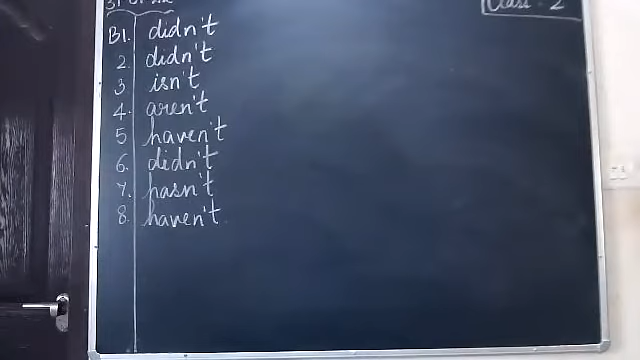 Class - 2
B1. didn't
2. didn't
3 isn't
4. aren't
5 haven't
6. didn't
7. hasn't
8. haven't